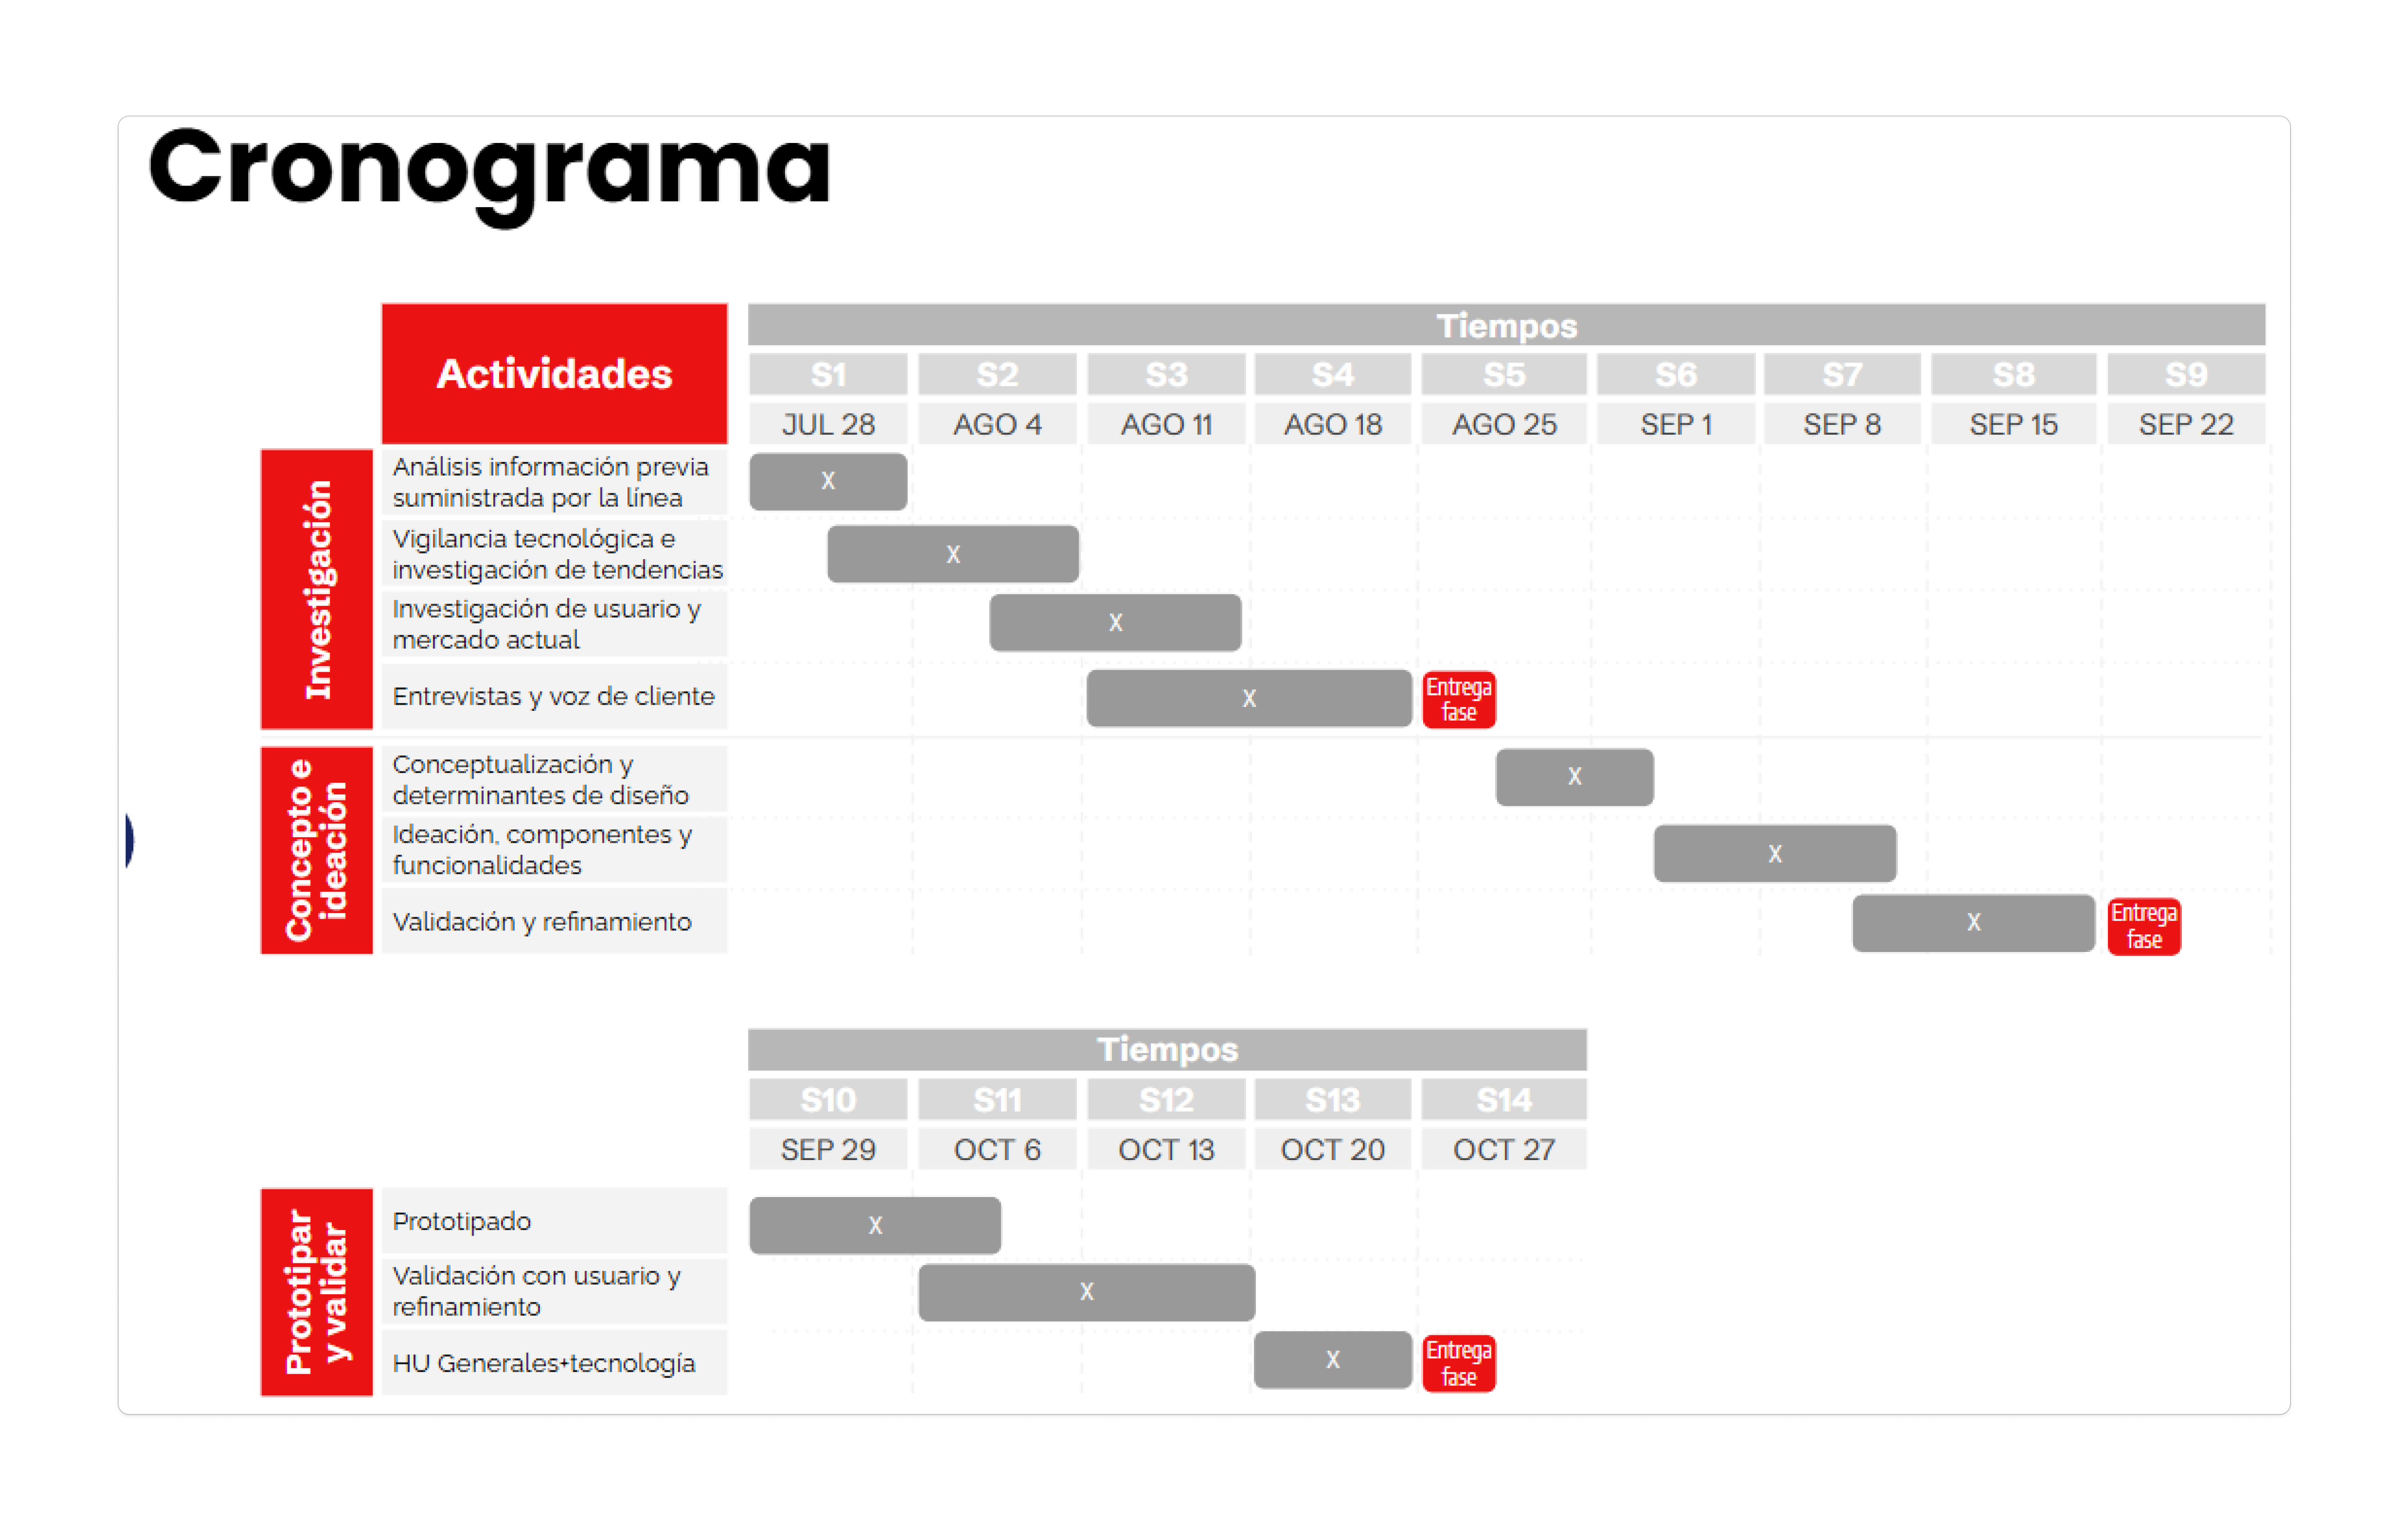 Cronograma
Actividades
Tiempos
S1 S2 S3 S4 S5 S6 S7 S8 S9
JUL 28 AGO 4 AGO 11 AGO 18 AGO 25 SEP 1 SEP 8 SEP 15 SEP 22
Investigación
Análisis información previa
suministrada por la línea
X
Vigilancia tecnológica e
investigación de tendencias
X
Investigación de usuario y
mercado actual
X
Entrevistas y voz de cliente
X
Entrega
fase
Concepto e
ideación
Conceptualización y
determinantes de diseño
X
Ideación, componentes y
funcionalidades
X
Validación y refinamiento
X
Entrega
fase
Tiempos
S10 S11 S12 S13 S14
SEP 29 OCT 6 OCT 13 OCT 20 OCT 27
Prototipar
y validar
Prototipado
X
Validación con usuario y
refinamiento
X
HU Generales+tecnología
X
Entrega
fase